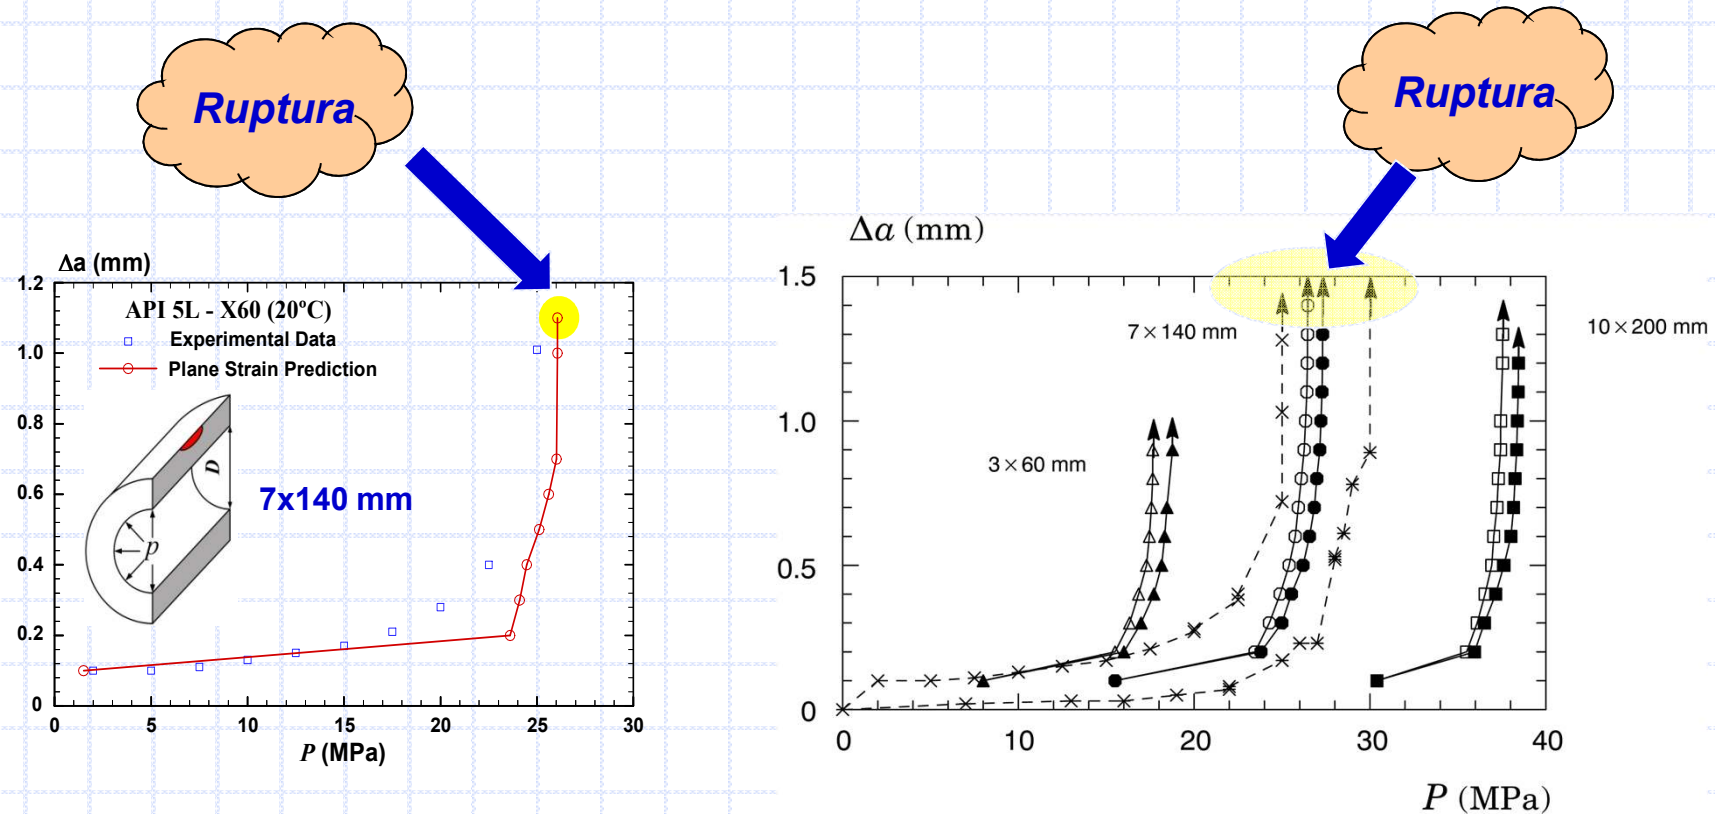 Ruptura
Ruptura
Δa (mm)
1.2
1.0
0.8
0.6
0.4
0.2
0
API 5L - X60 (20ºC)
Experimental Data
Plane Strain Prediction
D
p
7x140 mm
0 5 10 15 20 25 30
P (MPa)
Δa (mm)
1.5
1.0
0.5
0
7×140 mm
10×200 mm
3×60 mm
0 10 20 30 40
P (MPa)